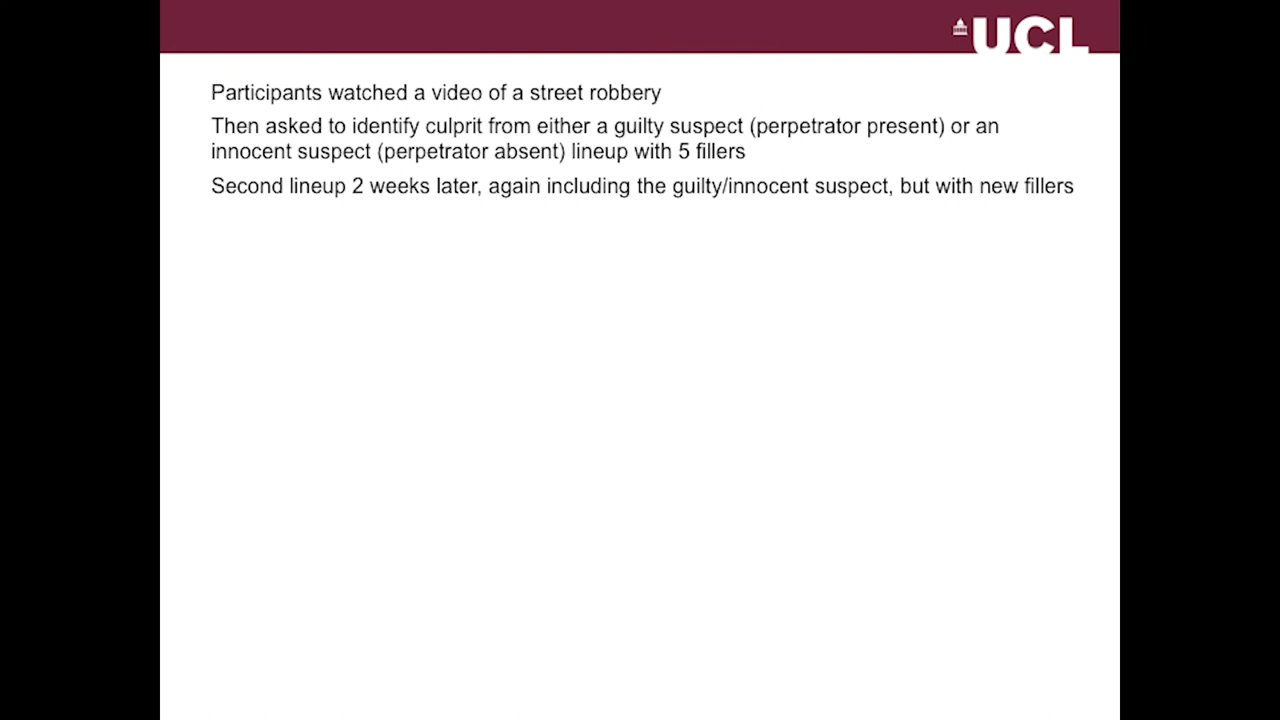 UCL
Participants watched a video of a street robbery
Then asked to identify culprit from either a guilty suspect (perpetrator present) or an
innocent suspect (perpetrator absent) lineup with 5 fillers
Second lineup 2 weeks later, again including the guilty/innocent suspect, but with new fillers